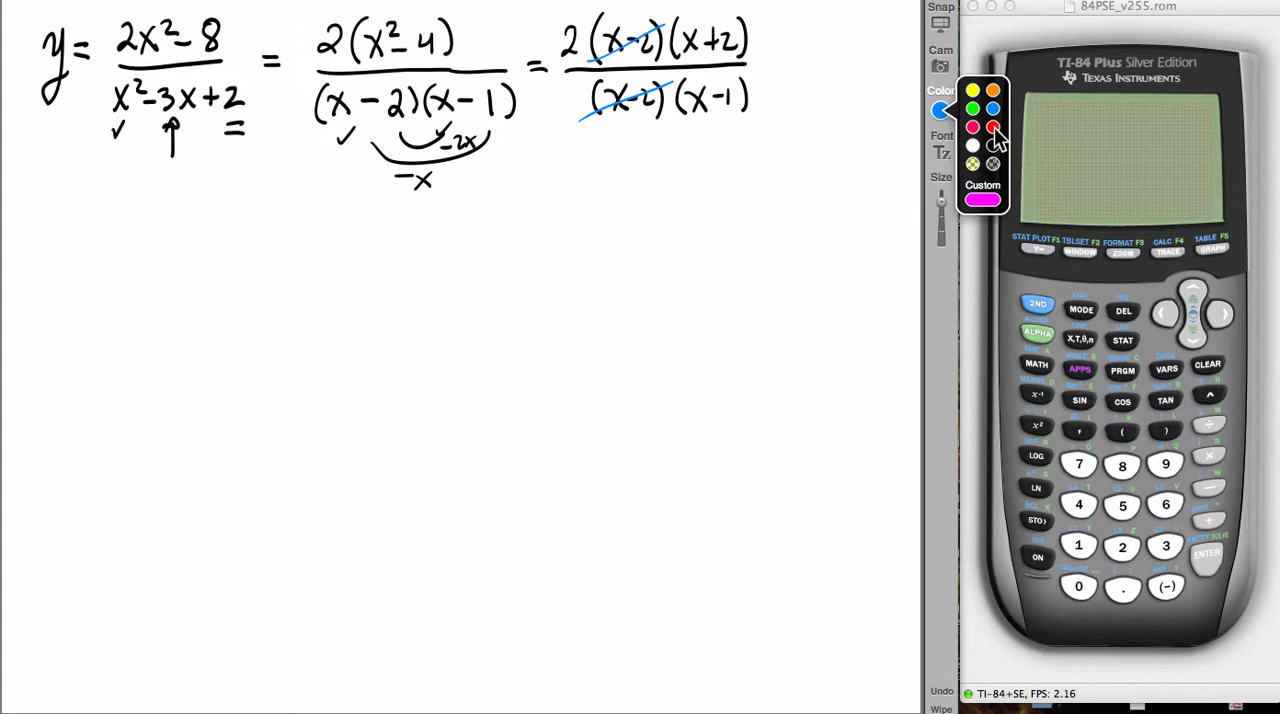 y = (2x² - 8)/(x² - 3x + 2) = 2(x² - 4)/((x - 2)(x - 1)) = 2(x-2)(x+2)/((x-2)(x-1))
✓ ↑ = ✓ -2x
-x
Snap
Cam
Color
Font
Tz
Size
Custom
Undo
Wipe
84PSE_v255.rom
TI-84 Plus Silver Edition
TEXAS INSTRUMENTS
STAT PLOT F1 TBLSET F2 FORMAT F3 CALC F4 TABLE F5
Y= WINDOW ZOOM TRACE GRAPH
2ND MODE DEL
A-LOCK LINK LIST
ALPHA X,T,θ,n STAT
MATH APPS PRGM VARS CLEAR
x⁻¹ SIN COS TAN ^
x² , ( ) ÷
LOG 7 8 9 ×
LN 4 5 6 −
STO› 1 2 3 +
OFF
ON 0 . (-) ENTER
TI-84+SE, FPS: 2.16